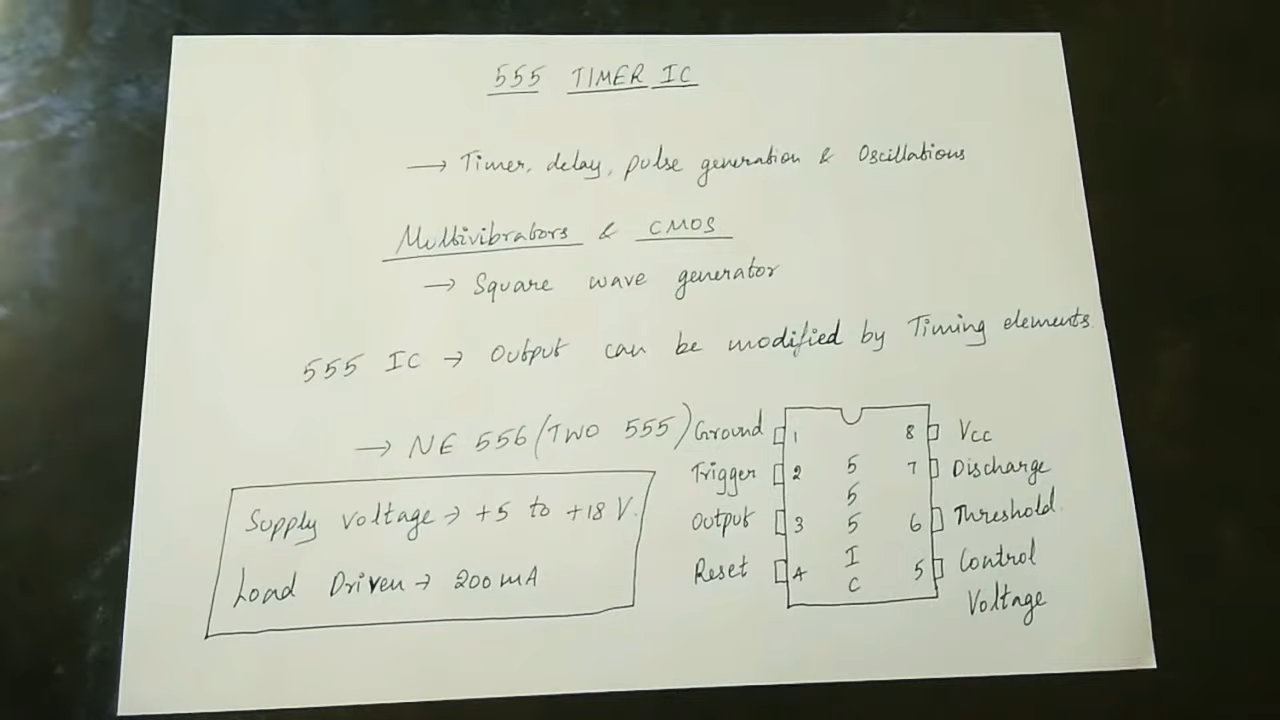 555 TIMER IC
→ Timer, delay, pulse generation & Oscillations
Multivibrators & CMOS
→ Square wave generator
555 IC → Output can be modified by Timing elements.
→ NE 556 (TWO 555)
Supply voltage → +5 to +18 V.
Load Driven → 200 mA
Ground 1 8 Vcc
Trigger 2 5 7 Discharge
5
Output 3 5 6 Threshold.
Reset 4 I 5 Control
C Voltage